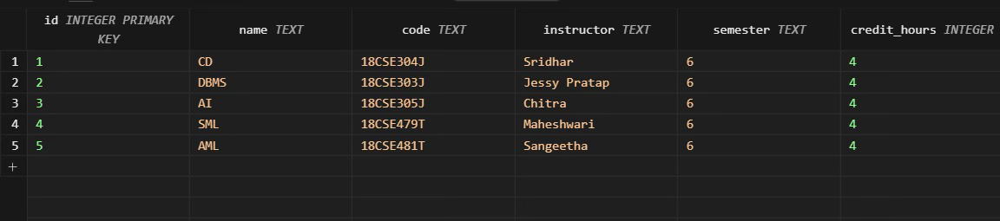 id INTEGER PRIMARY KEY name TEXT code TEXT instructor TEXT semester TEXT credit_hours INTEGER
1 1 CD 18CSE304J Sridhar 6 4
2 2 DBMS 18CSE303J Jessy Pratap 6 4
3 3 AI 18CSE305J Chitra 6 4
4 4 SML 18CSE479T Maheshwari 6 4
5 5 AML 18CSE481T Sangeetha 6 4
+